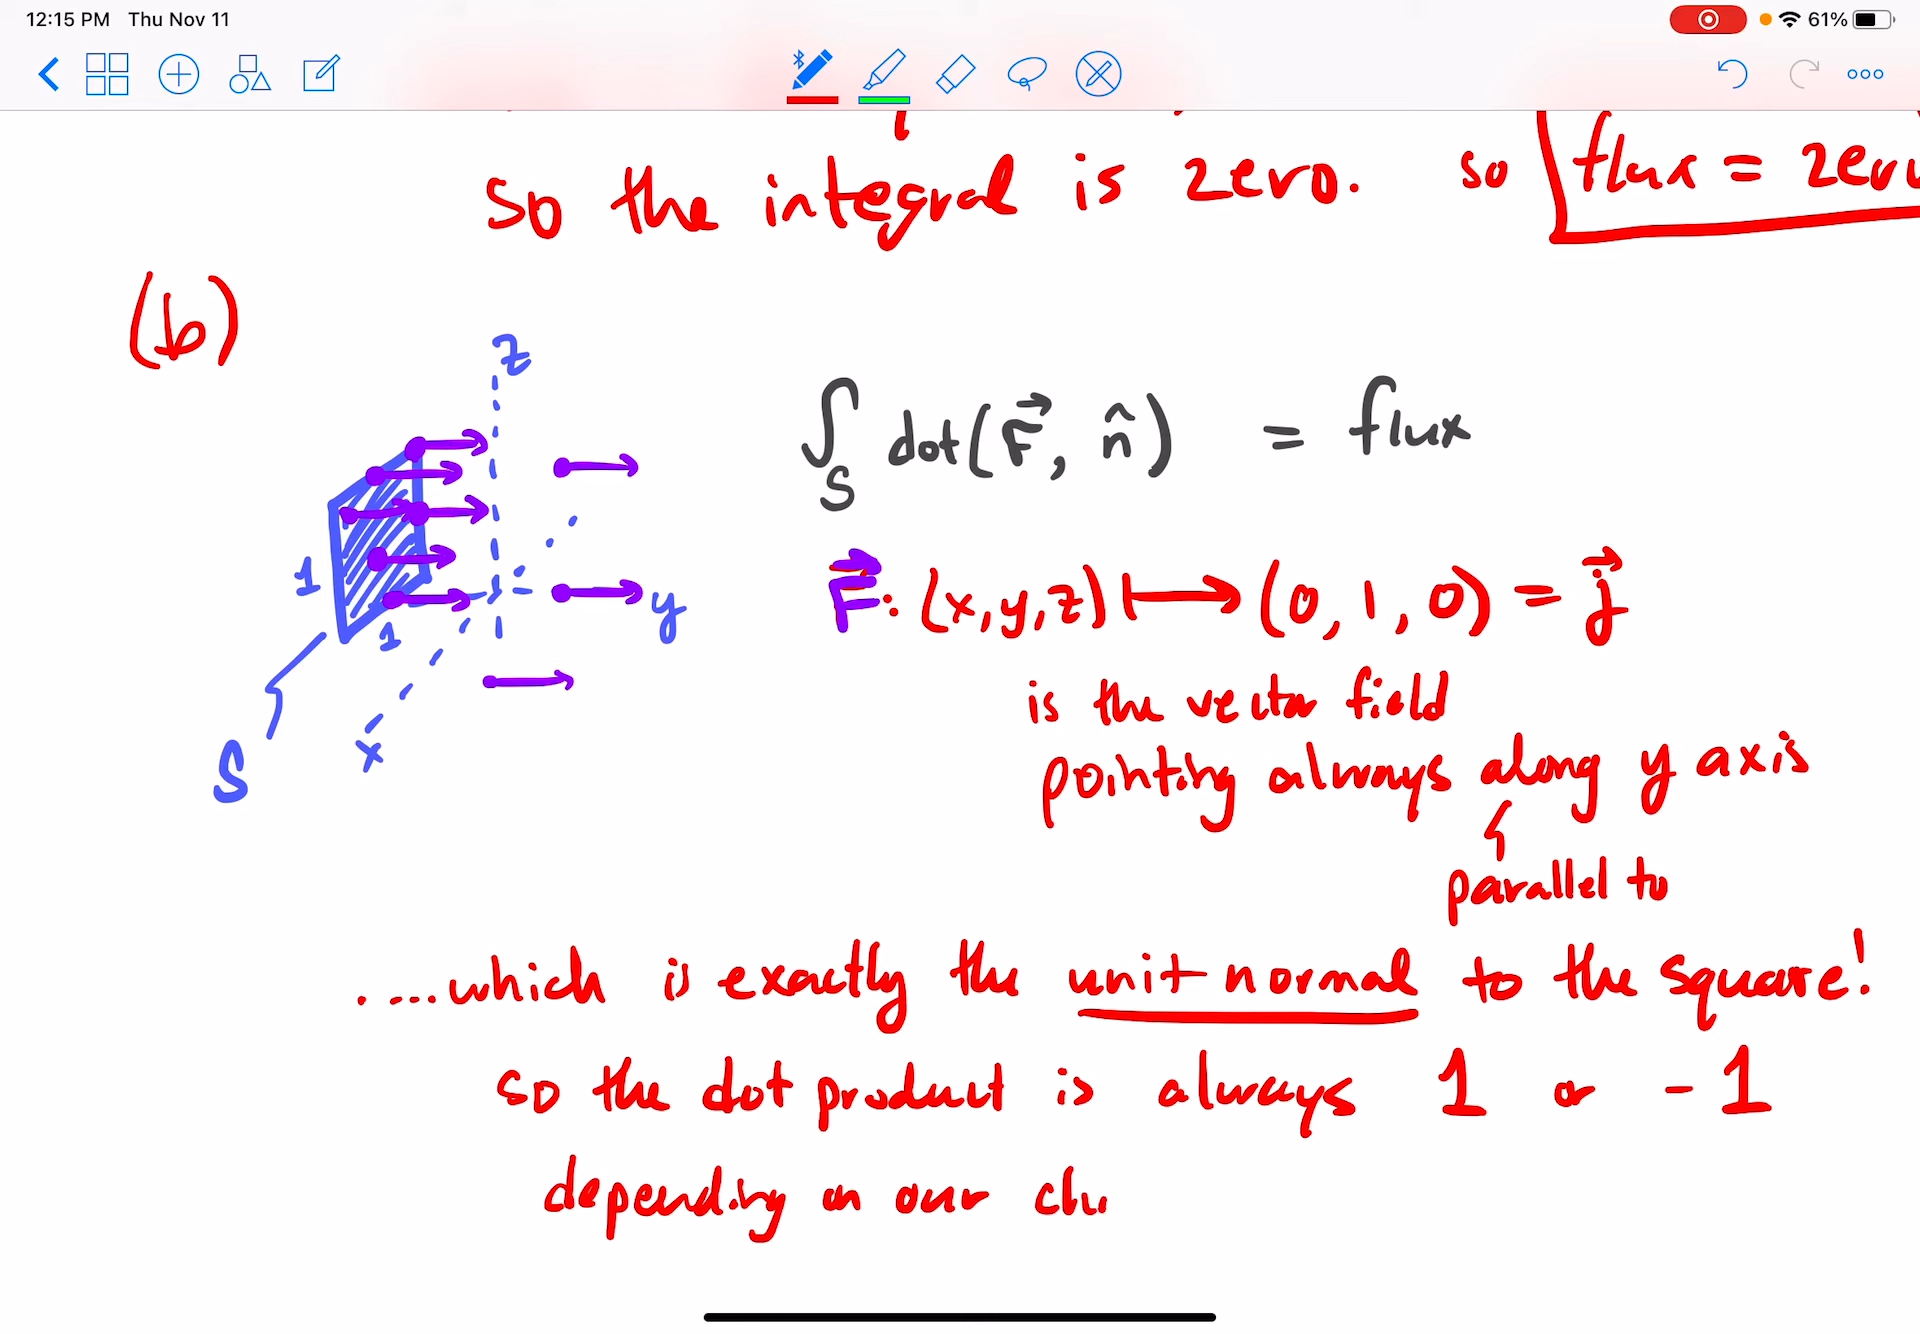 12:15 PM Thu Nov 11
61%
so the integral is zero. so flux = zero
(b)
z
∫_S dot(F⃗, n̂) = flux
1
1
y
F⃗: (x,y,z) ⟼ (0, 1, 0) = j⃗
is the vector field
x
S
pointing always along y axis
parallel to
....which is exactly the unit normal to the square!
so the dot product is always 1 or -1
depending on our